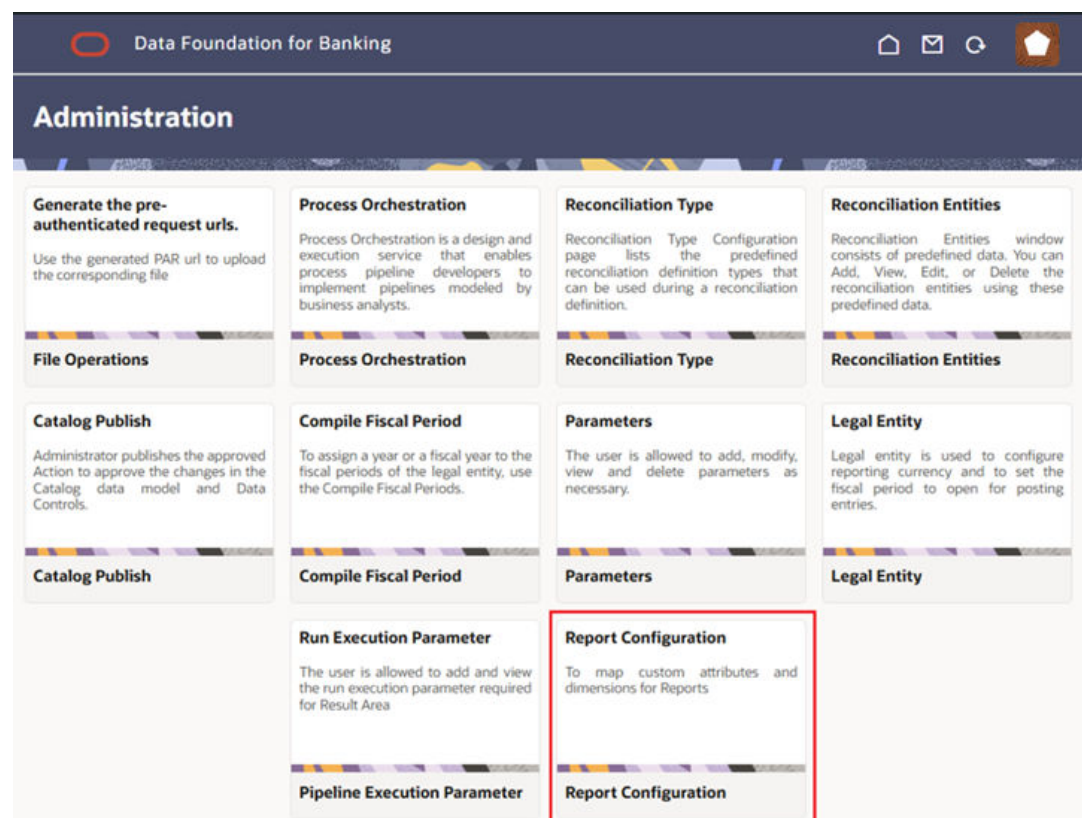 Data Foundation for Banking
Administration
Generate the pre-
authenticated request urls.
Use the generated PAR url to upload
the corresponding file
File Operations
Process Orchestration
Process Orchestration is a design and
execution service that enables
process pipeline developers to
implement pipelines modeled by
business analysts.
Process Orchestration
Reconciliation Type
Reconciliation Type Configuration
page lists the predefined
reconciliation definition types that
can be used during a reconciliation
definition.
Reconciliation Type
Reconciliation Entities
Reconciliation Entities window
consists of predefined data. You can
Add, View, Edit, or Delete the
reconciliation entities using these
predefined data.
Reconciliation Entities
Catalog Publish
Administrator publishes the approved
Action to approve the changes in the
Catalog data model and Data
Controls.
Catalog Publish
Compile Fiscal Period
To assign a year or a fiscal year to the
fiscal periods of the legal entity, use
the Compile Fiscal Periods.
Compile Fiscal Period
Parameters
The user is allowed to add, modify,
view and delete parameters as
necessary.
Parameters
Legal Entity
Legal entity is used to configure
reporting currency and to set the
fiscal period to open for posting
entries.
Legal Entity
Run Execution Parameter
The user is allowed to add and view
the run execution parameter required
for Result Area
Pipeline Execution Parameter
Report Configuration
To map custom attributes and
dimensions for Reports
Report Configuration